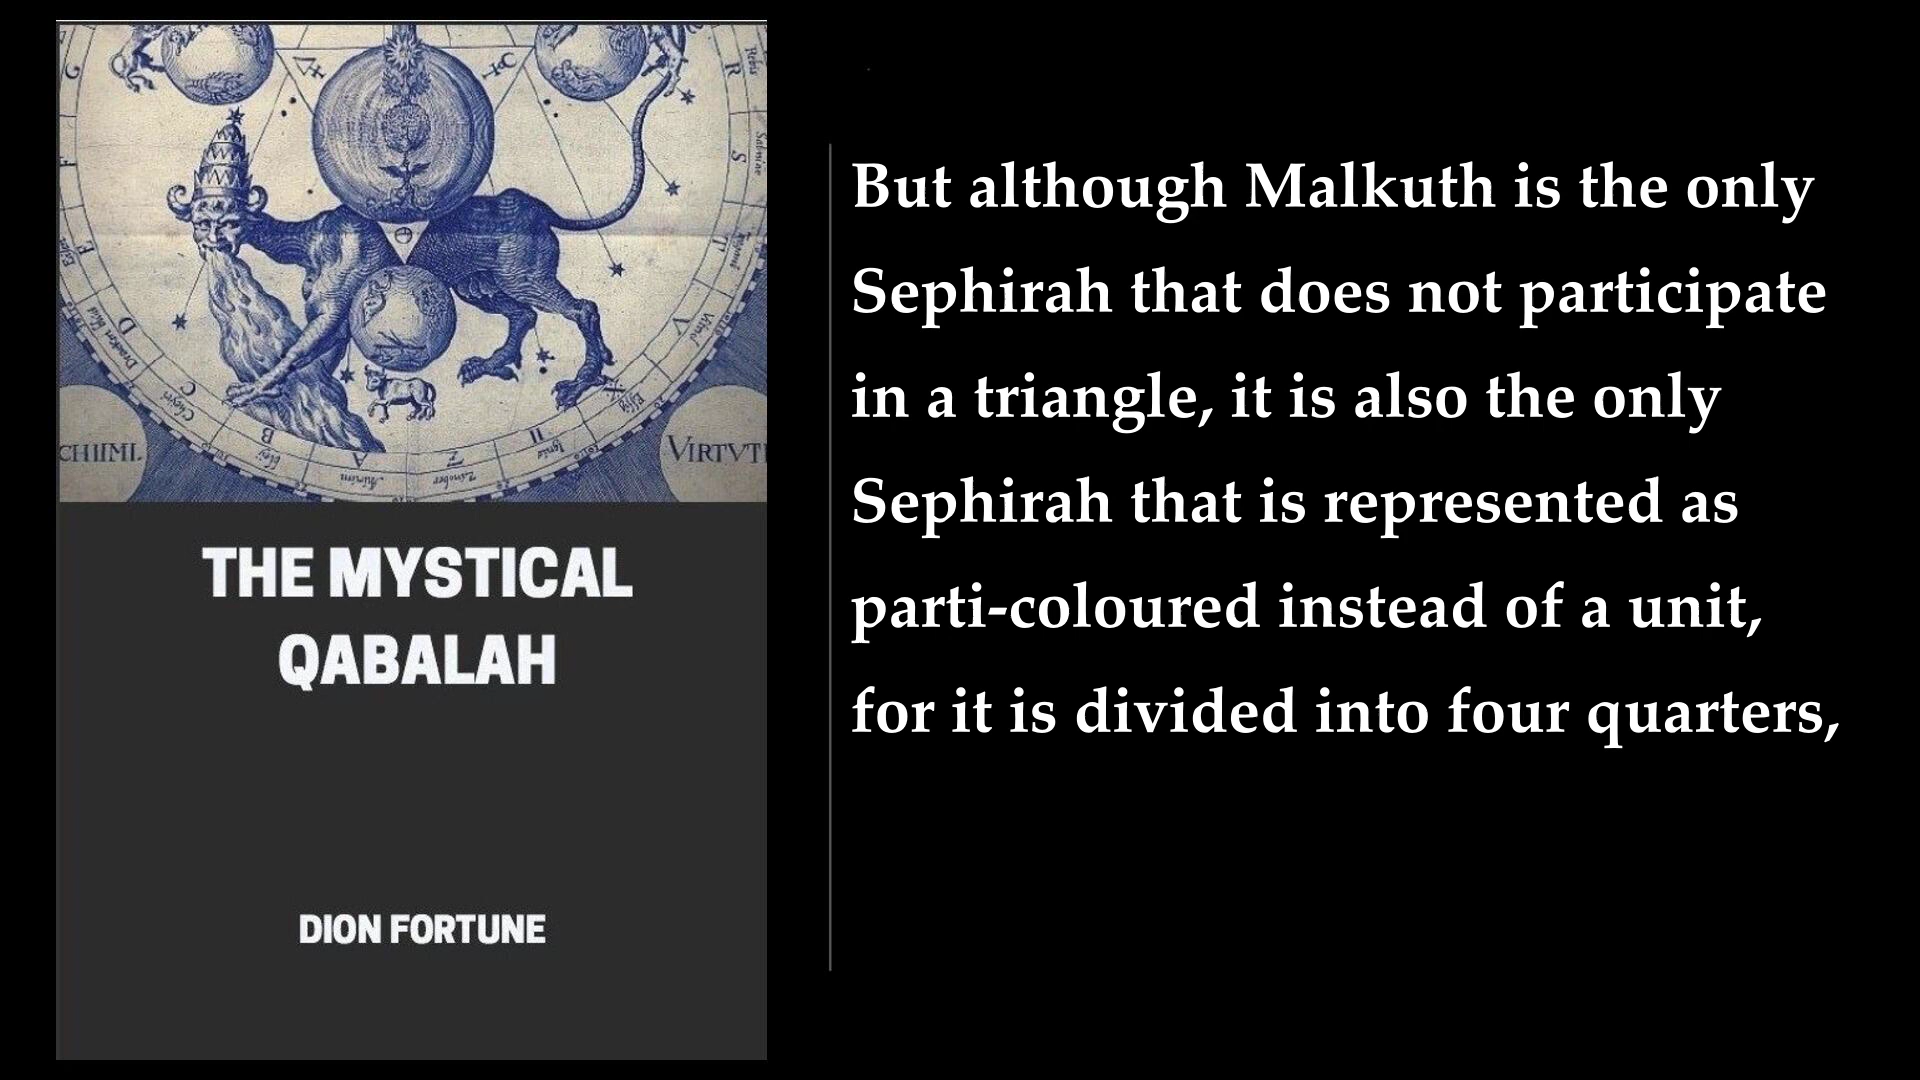 CHIIMI.
VIRTVT
THE MYSTICAL
QABALAH
DION FORTUNE
But although Malkuth is the only
Sephirah that does not participate
in a triangle, it is also the only
Sephirah that is represented as
parti-coloured instead of a unit,
for it is divided into four quarters,